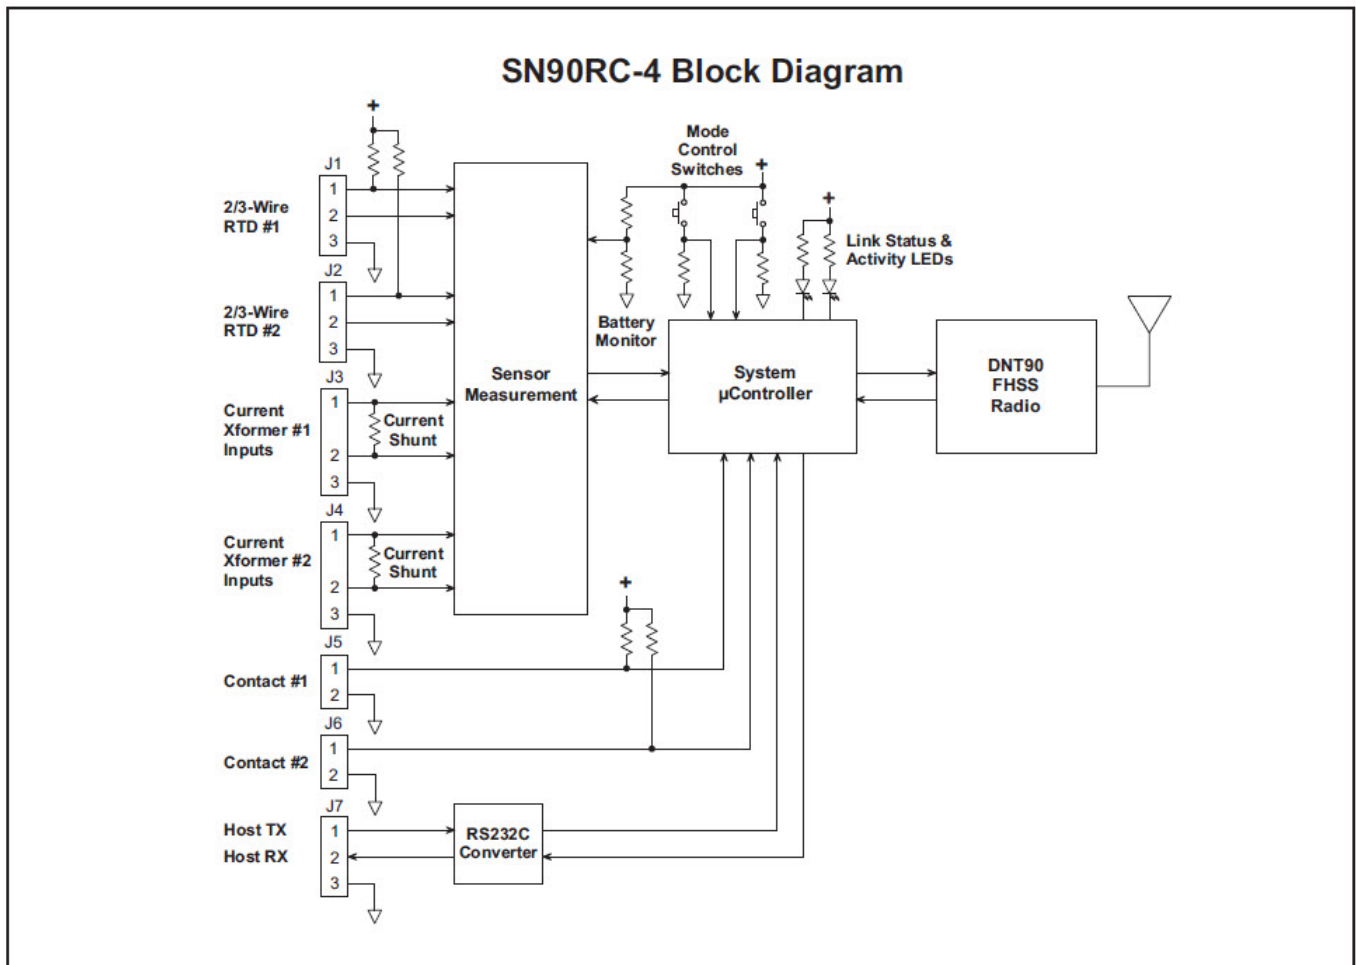 SN90RC-4 Block Diagram
+
Mode
Control
Switches
+
+
Link Status &
Activity LEDs
J1
1
2
3
2/3-Wire
RTD #1
J2
1
2
3
2/3-Wire
RTD #2
Battery
Monitor
Sensor
Measurement
System
µController
DNT90
FHSS
Radio
J3
1
2
3
Current
Xformer #1
Inputs
Current
Shunt
J4
1
2
3
Current
Xformer #2
Inputs
Current
Shunt
+
J5
1
2
Contact #1
J6
1
2
Contact #2
J7
1
2
3
Host TX
Host RX
RS232C
Converter